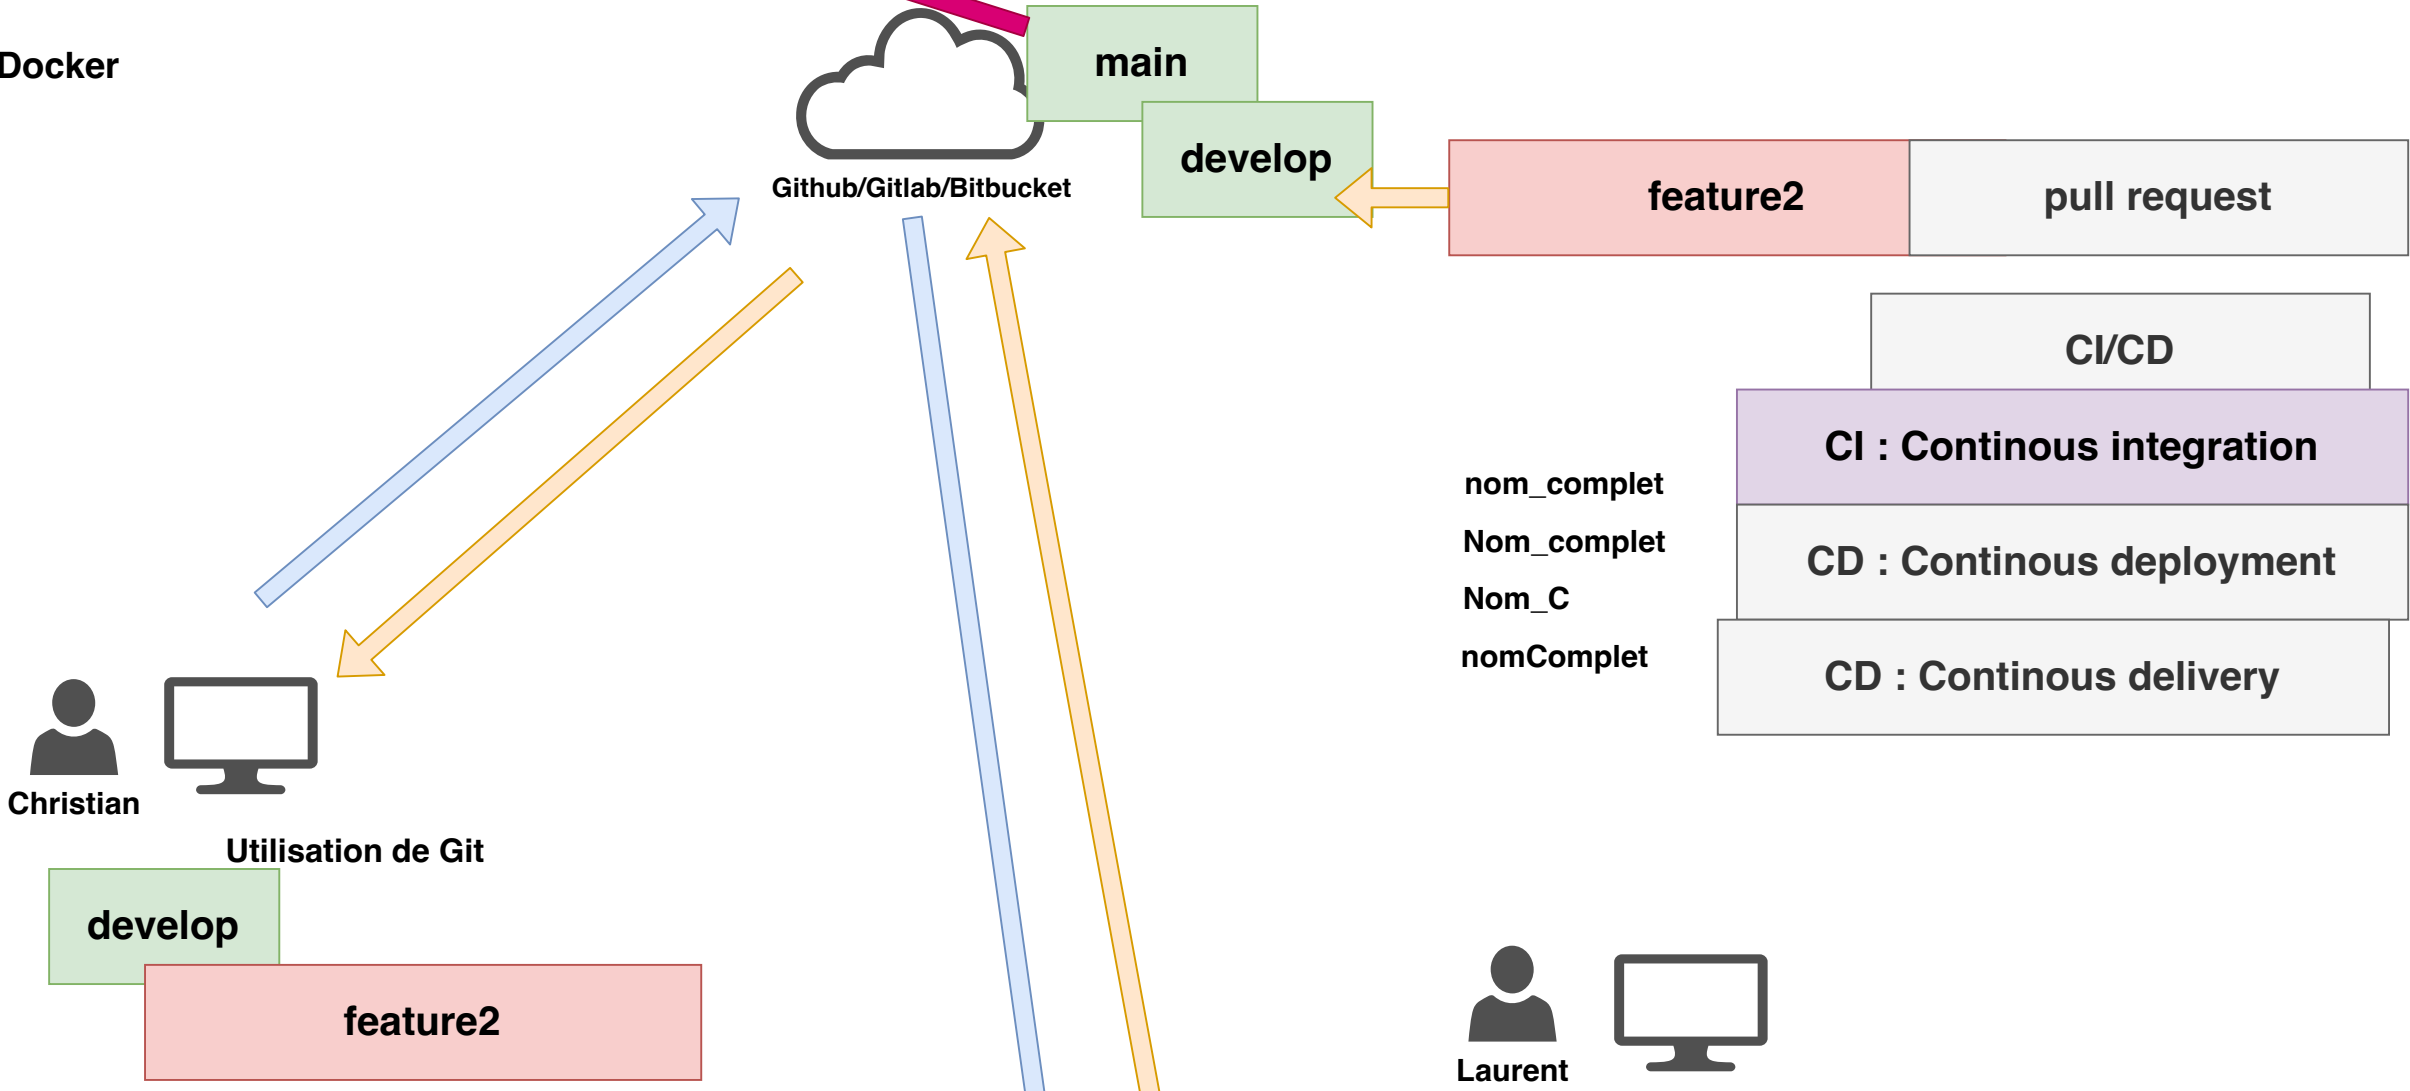 Docker
main
develop
Github/Gitlab/Bitbucket
feature2
pull request
CI/CD
CI : Continous integration
nom_complet
Nom_complet
CD : Continous deployment
Nom_C
nomComplet
CD : Continous delivery
Christian
Utilisation de Git
develop
feature2
Laurent